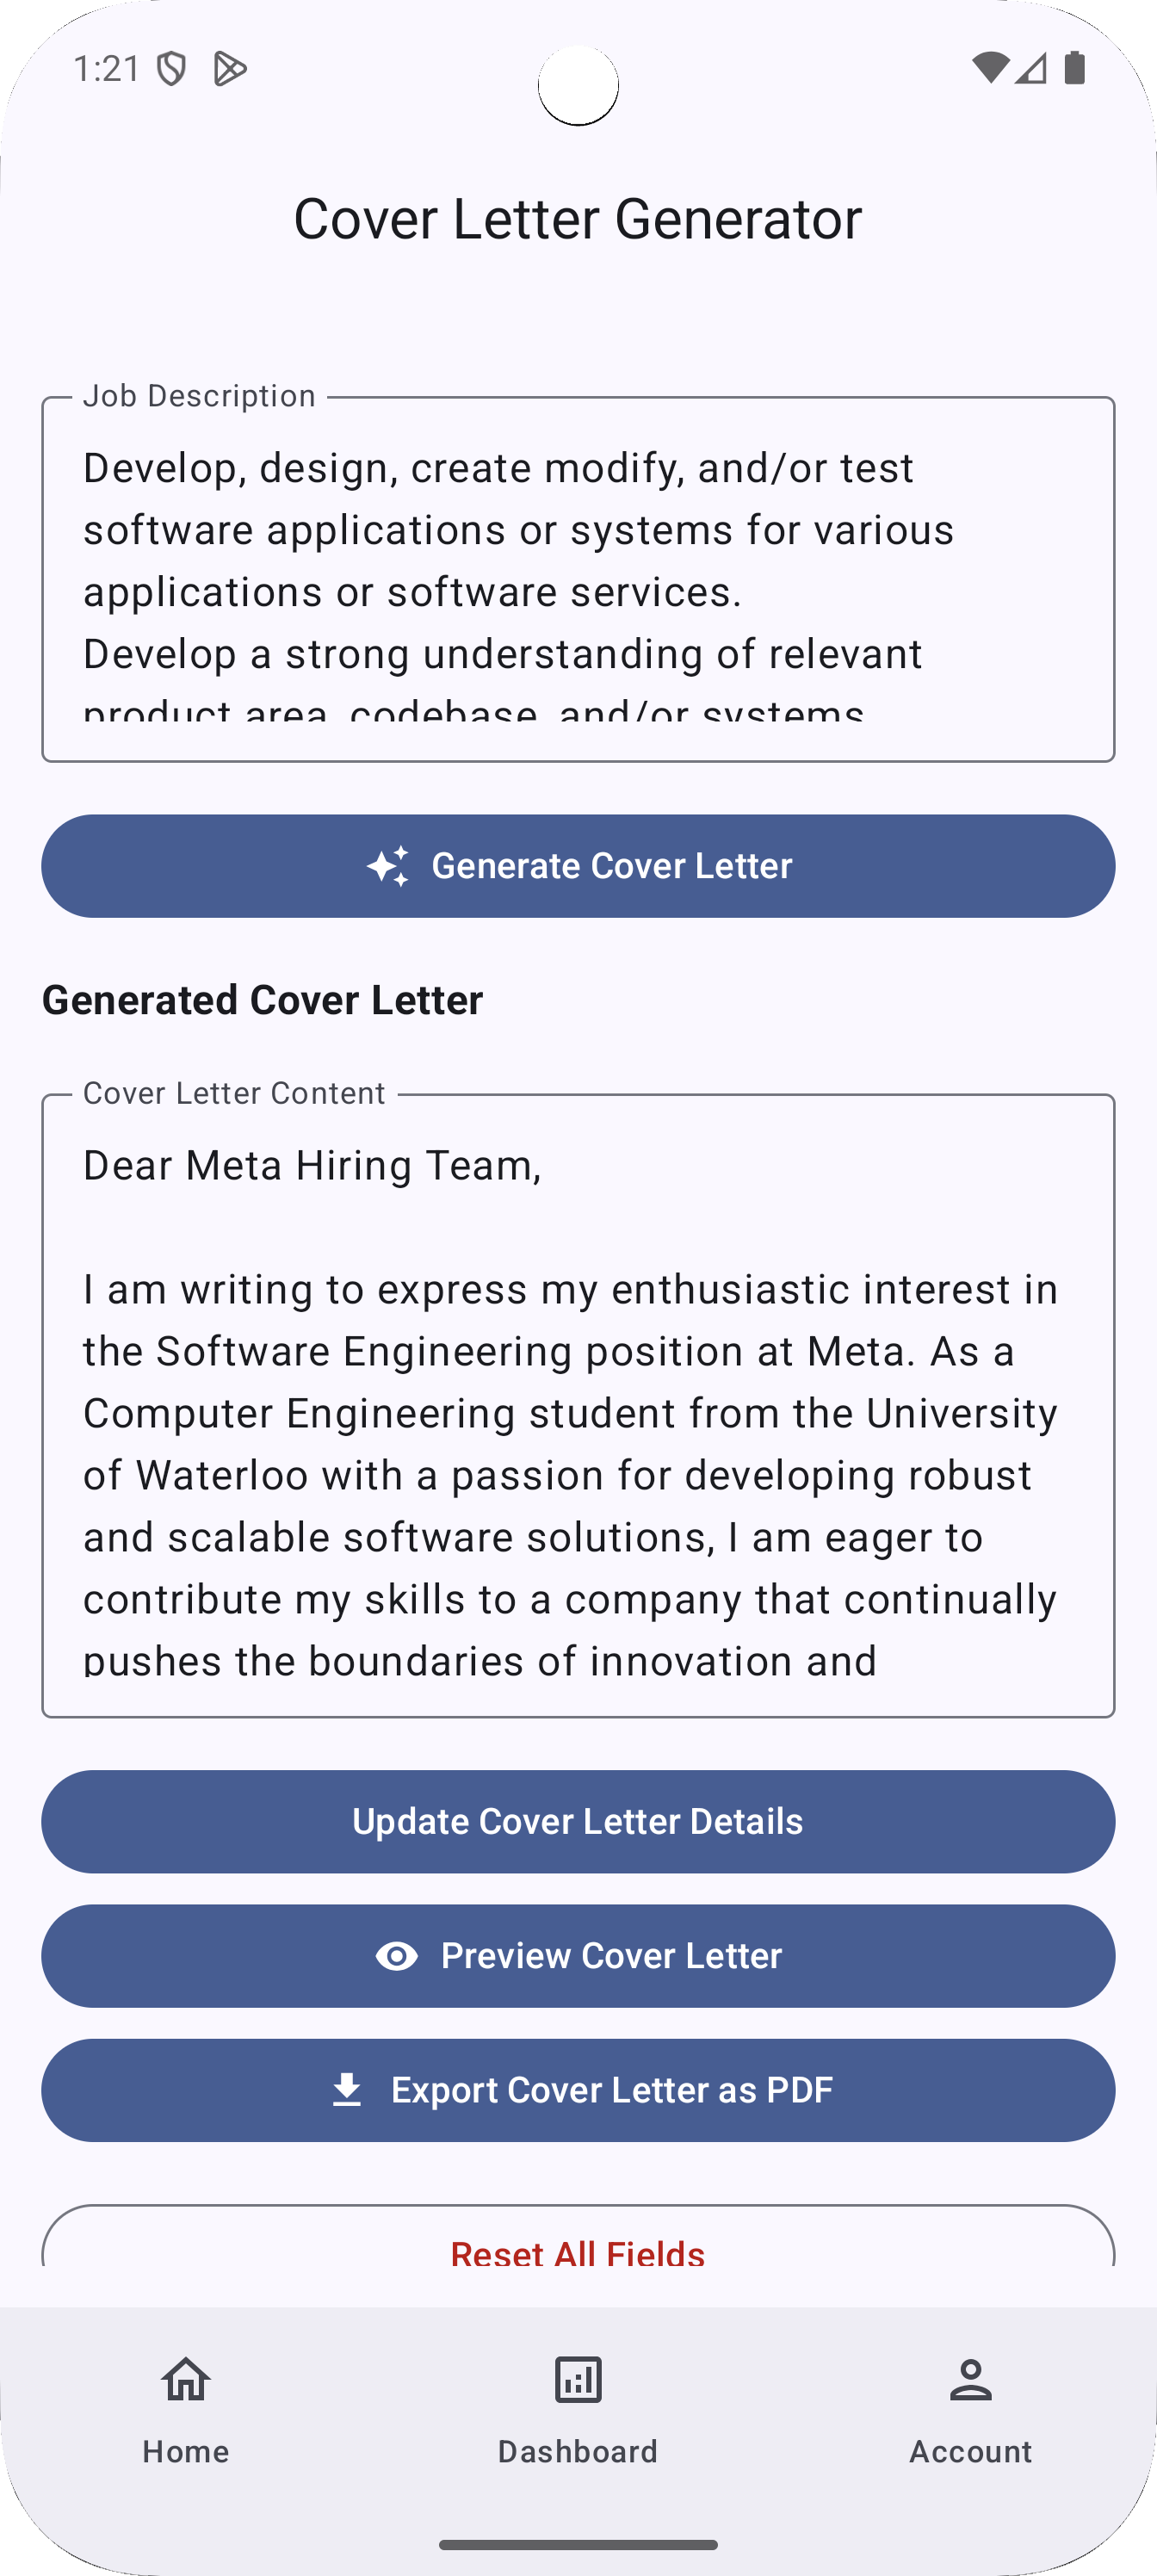 1:21
Cover Letter Generator
Job Description
Develop, design, create modify, and/or test
software applications or systems for various
applications or software services.
Develop a strong understanding of relevant
product area, codebase, and/or systems
Generate Cover Letter
Generated Cover Letter
Cover Letter Content
Dear Meta Hiring Team,
I am writing to express my enthusiastic interest in
the Software Engineering position at Meta. As a
Computer Engineering student from the University
of Waterloo with a passion for developing robust
and scalable software solutions, I am eager to
contribute my skills to a company that continually
pushes the boundaries of innovation and
Update Cover Letter Details
Preview Cover Letter
Export Cover Letter as PDF
Reset All Fields
Home
Dashboard
Account